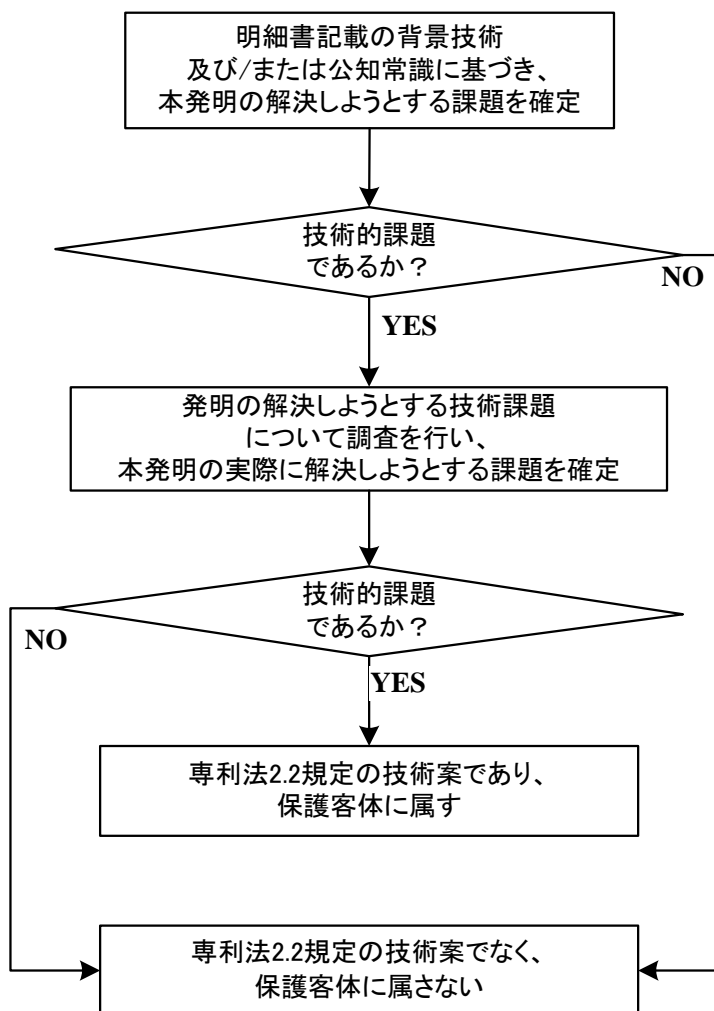 明細書記載の背景技術
及び/または公知常識に基づき、
本発明の解決しようとする課題を確定
技術的課題
であるか？
NO
YES
発明の解決しようとする技術課題
について調査を行い、
本発明の実際に解決しようとする課題を確定
技術的課題
であるか？
NO
YES
専利法2.2規定の技術案であり、
保護客体に属す
専利法2.2規定の技術案でなく、
保護客体に属さない